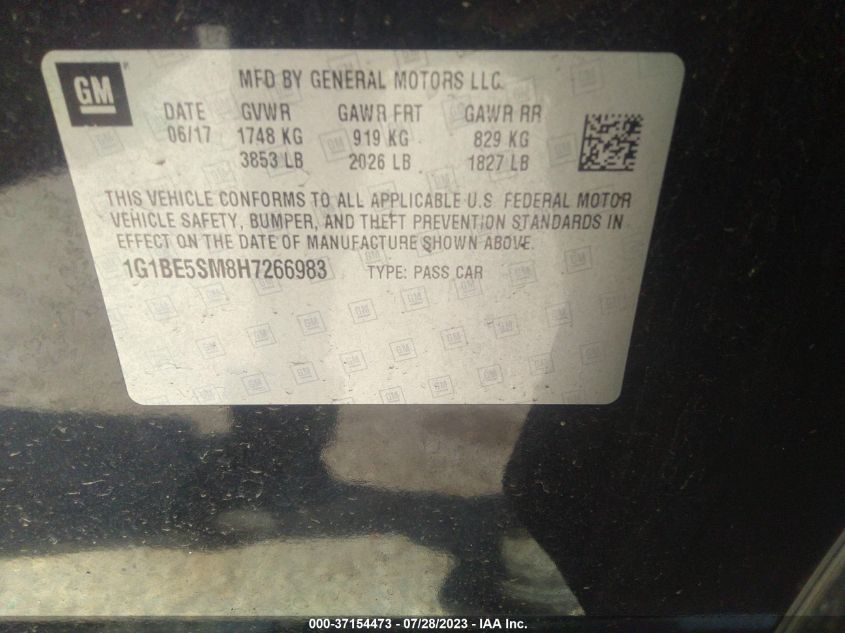 GM
MFD BY GENERAL MOTORS LLC
DATE GVWR GAWR FRT GAWR RR
06/17 1748 KG 919 KG 829 KG
3853 LB 2026 LB 1827 LB
THIS VEHICLE CONFORMS TO ALL APPLICABLE U.S. FEDERAL MOTOR
VEHICLE SAFETY, BUMPER, AND THEFT PREVENTION STANDARDS IN
EFFECT ON THE DATE OF MANUFACTURE SHOWN ABOVE.
1G1BE5SM8H7266983 TYPE: PASS CAR
000-37154473 - 07/28/2023 - IAA Inc.